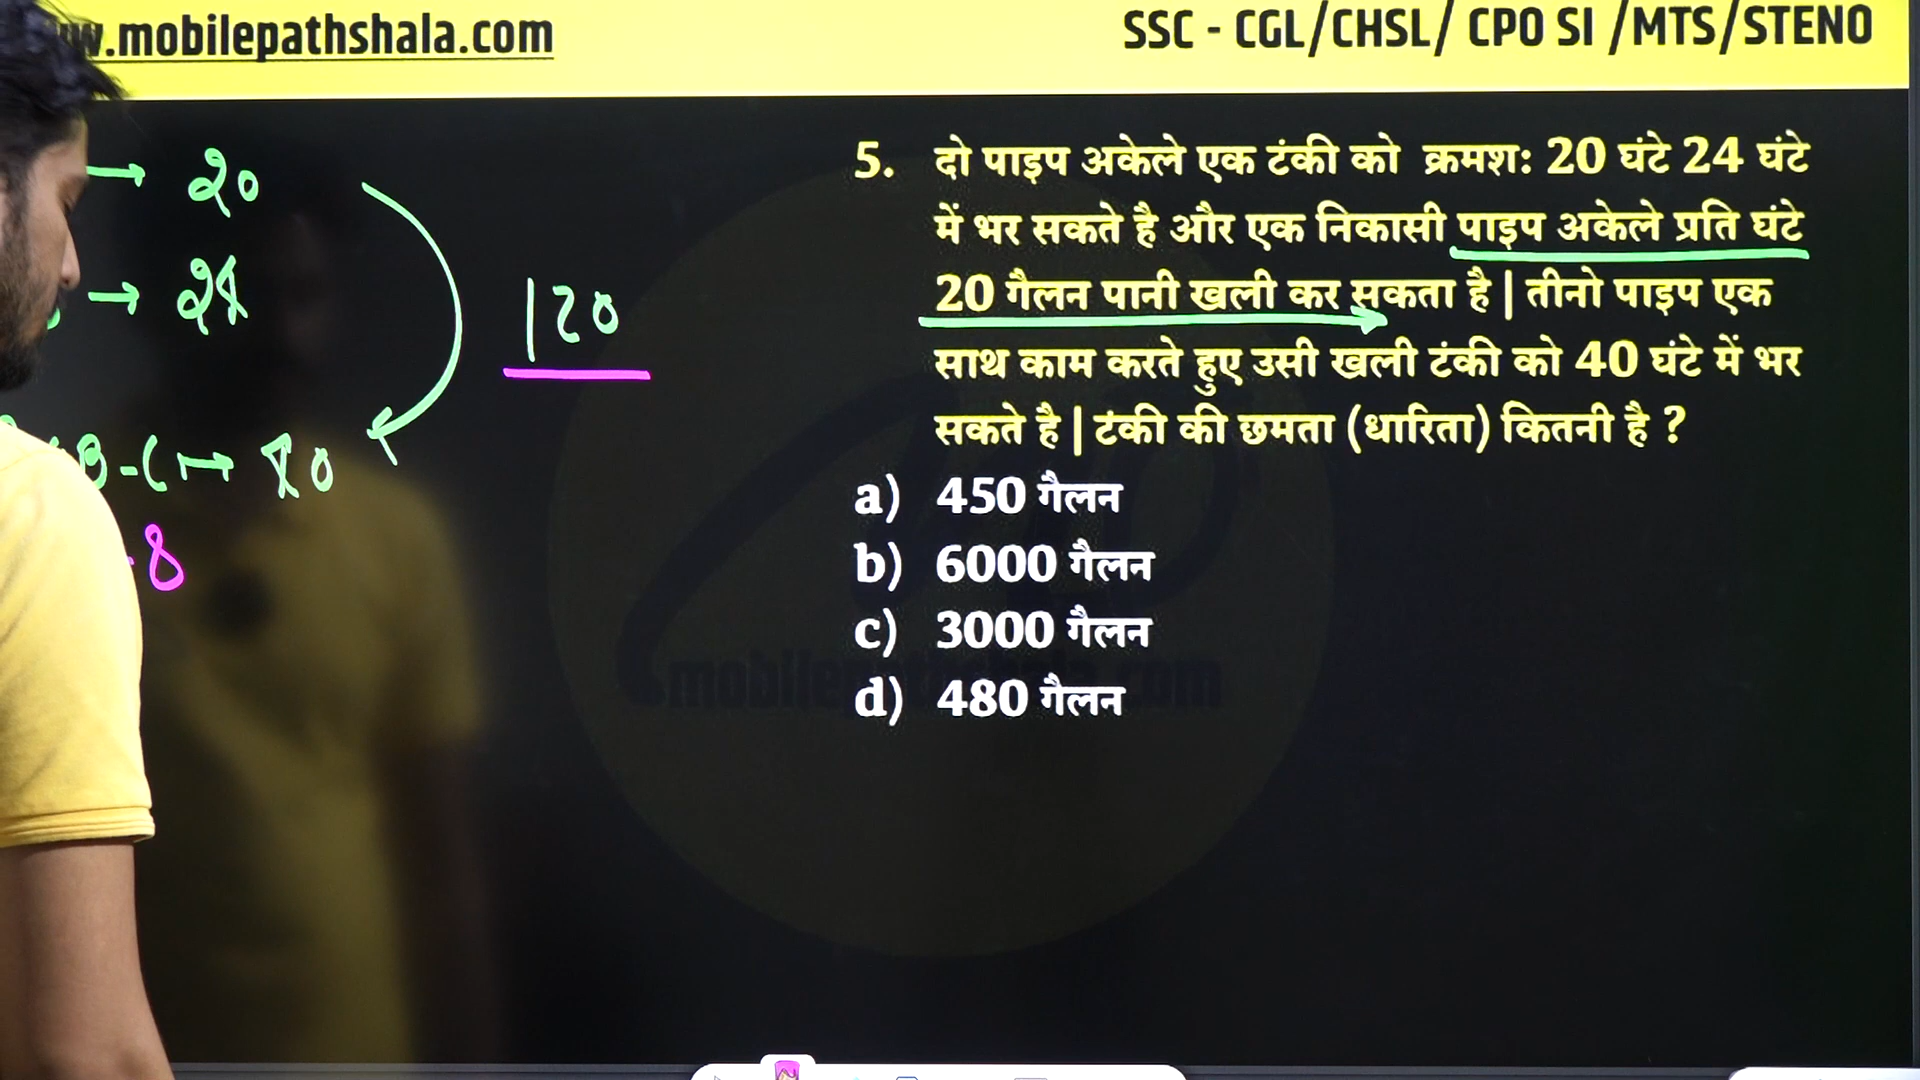 .mobilepathshala.com
SSC - CGL/CHSL/ CPO SI /MTS/STENO
5. दो पाइप अकेले एक टंकी को क्रमश: 20 घंटे 24 घंटे
में भर सकते है और एक निकासी पाइप अकेले प्रति घंटे
20 गैलन पानी खली कर सकता है | तीनो पाइप एक
साथ काम करते हुए उसी खली टंकी को 40 घंटे में भर
सकते है | टंकी की छमता (धारिता) कितनी है ?
a) 450 गैलन
b) 6000 गैलन
c) 3000 गैलन
d) 480 गैलन
→ 20
→ 24
120
B-C → 40
8
mobilepathshala.com